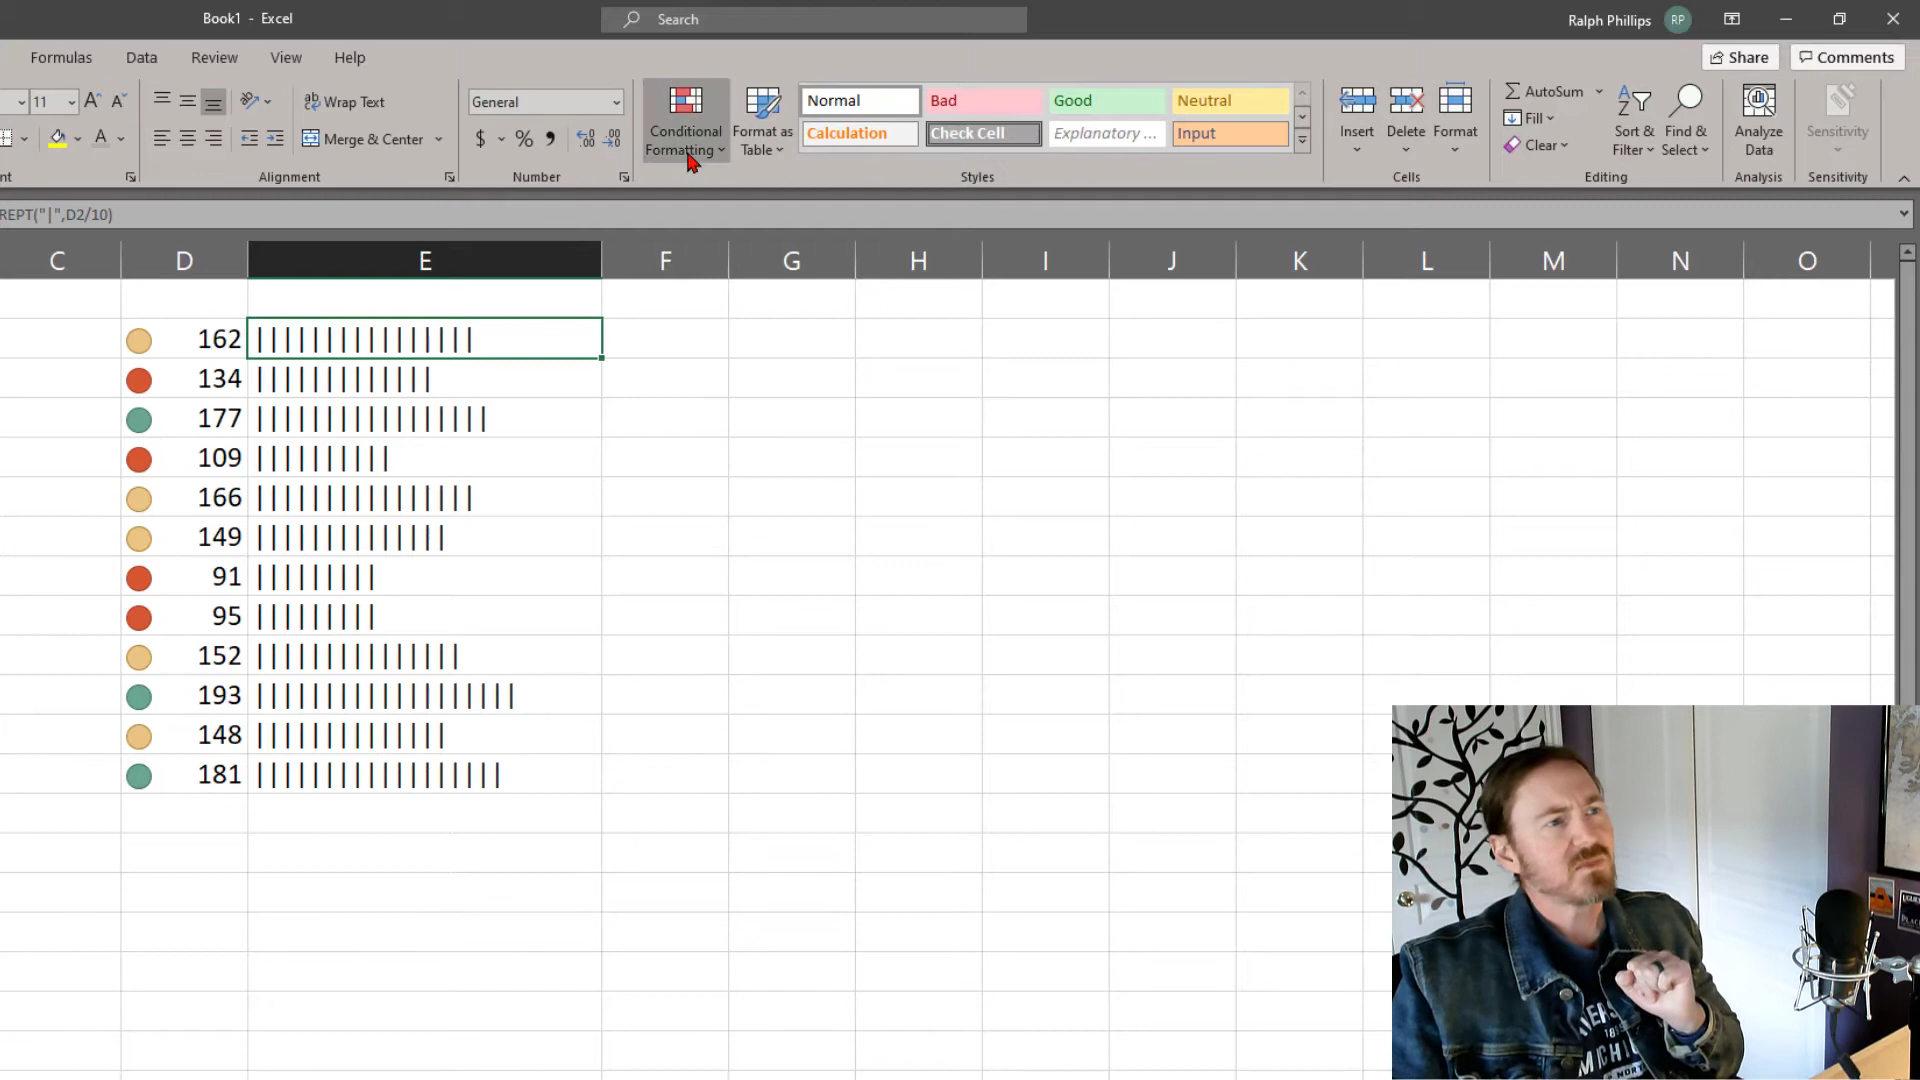 Book1 - Excel
Search
Ralph Phillips
RP
Formulas
Data
Review
View
Help
Share
Comments
11
Wrap Text
General
Conditional
Formatting
Format as
Table
Normal
Bad
Good
Neutral
Calculation
Check Cell
Explanatory ...
Input
Insert
Delete
Format
AutoSum
Fill
Clear
Sort &
Filter
Find &
Select
Analyze
Data
Sensitivity
Merge & Center
$
%
Alignment
Number
Styles
Cells
Editing
Analysis
Sensitivity
REPT("|",D2/10)
C D E F G H I J K L M N O
162 ||||||||||||||||
134 |||||||||||||
177 |||||||||||||||||
109 ||||||||||
166 ||||||||||||||||
149 ||||||||||||||
91 |||||||||
95 |||||||||
152 |||||||||||||||
193 |||||||||||||||||||
148 ||||||||||||||
181 ||||||||||||||||||